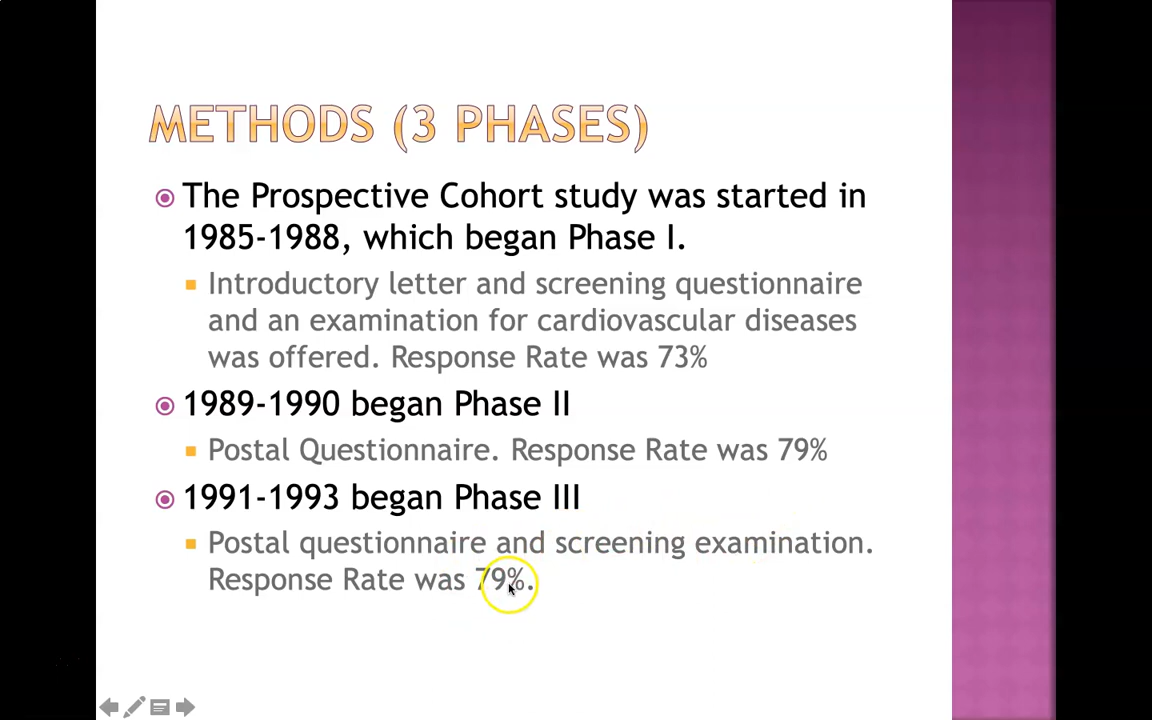 METHODS (3 PHASES)
The Prospective Cohort study was started in
1985-1988, which began Phase I.
Introductory letter and screening questionnaire
and an examination for cardiovascular diseases
was offered. Response Rate was 73%
1989-1990 began Phase II
Postal Questionnaire. Response Rate was 79%
1991-1993 began Phase III
Postal questionnaire and screening examination.
Response Rate was 79%.